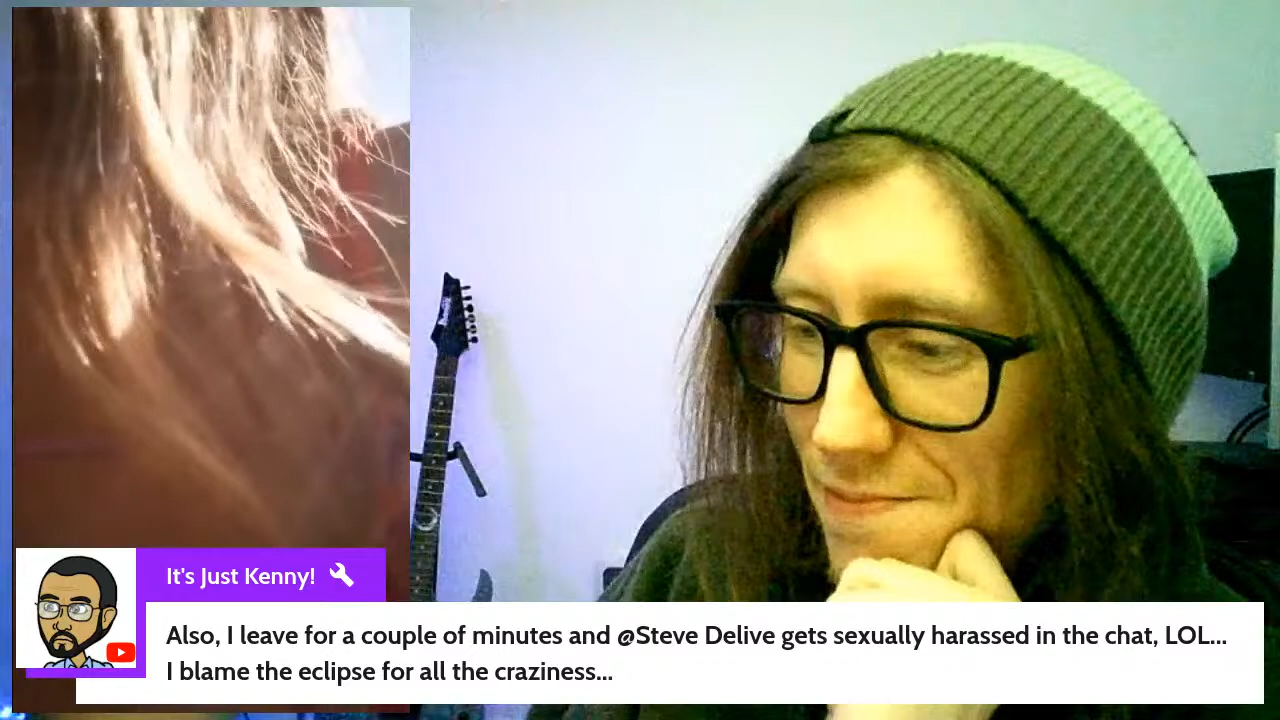 It's Just Kenny!
Also, I leave for a couple of minutes and @Steve Delive gets sexually harassed in the chat, LOL...
I blame the eclipse for all the craziness...